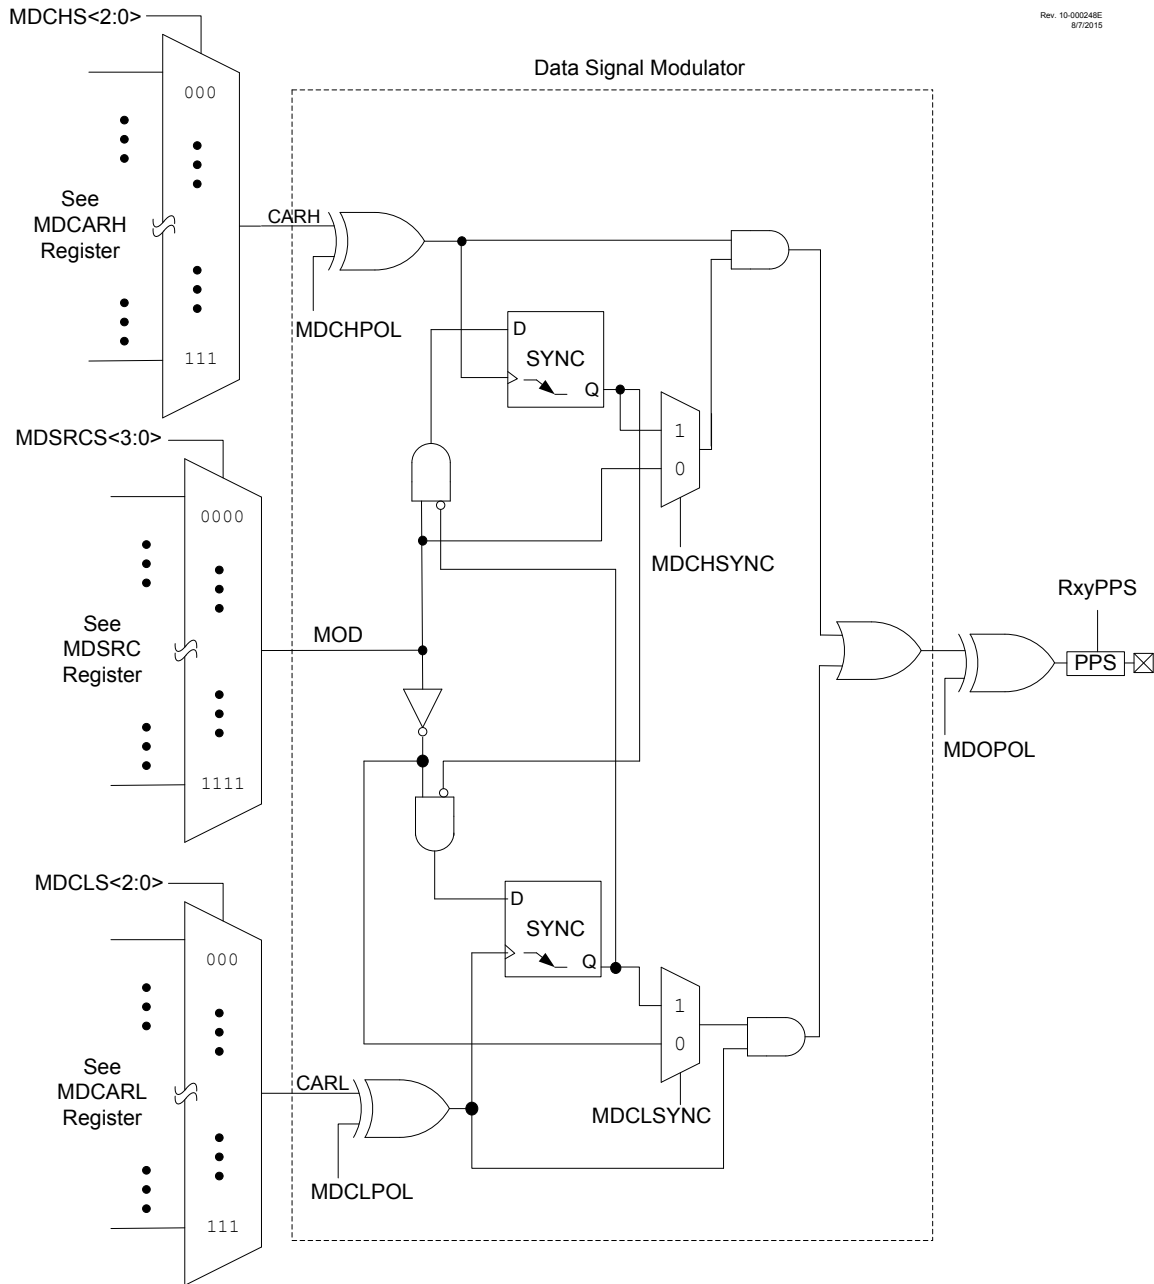 MDCHS<2:0>
Rev. 10-000248E
8/7/2015
Data Signal Modulator
000
See
MDCARH
Register
CARH
111
MDCHPOL
D
SYNC
Q
1
0
MDCHSYNC
MDSRCS<3:0>
0000
See
MDSRC
Register
MOD
1111
RxyPPS
PPS
MDOPOL
MDCLS<2:0>
D
SYNC
Q
000
1
0
See
MDCARL
Register
CARL
MDCLSYNC
MDCLPOL
111